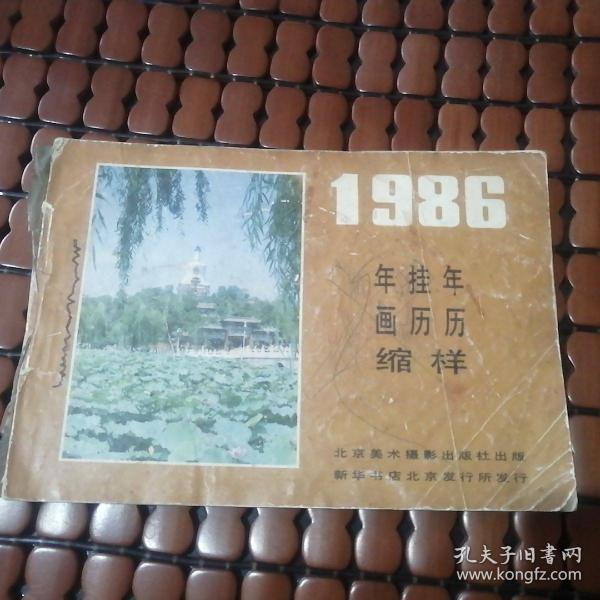 1986
年挂年
画历历
缩样
北京美术摄影出版社出版
新华书店北京发行所发行
孔夫子旧书网
www.kongfz.com